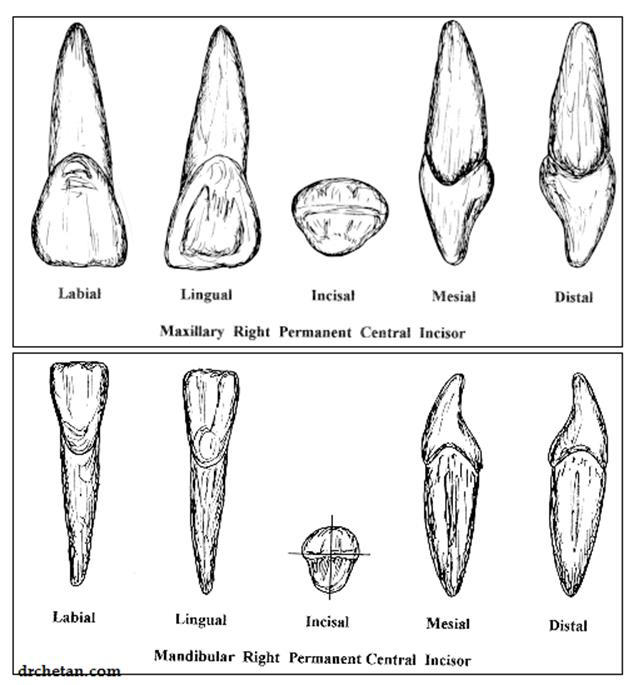 Labial Lingual Incisal Mesial Distal
Maxillary Right Permanent Central Incisor
Labial Lingual Incisal Mesial Distal
Mandibular Right Permanent Central Incisor
drchetan.com